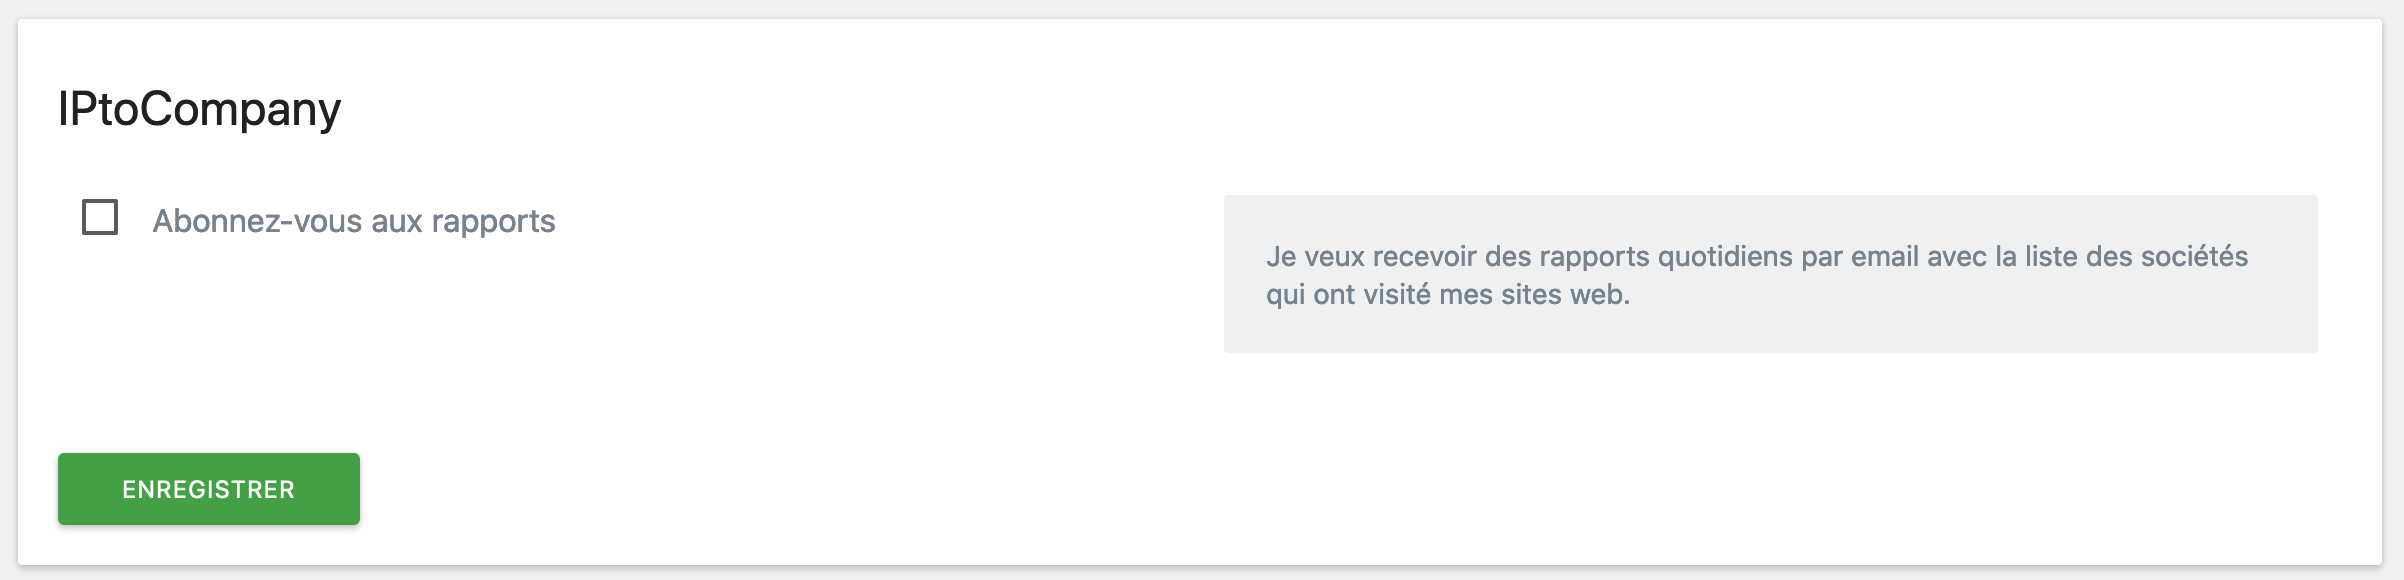 IPtoCompany
Abonnez-vous aux rapports
Je veux recevoir des rapports quotidiens par email avec la liste des sociétés
qui ont visité mes sites web.
ENREGISTRER